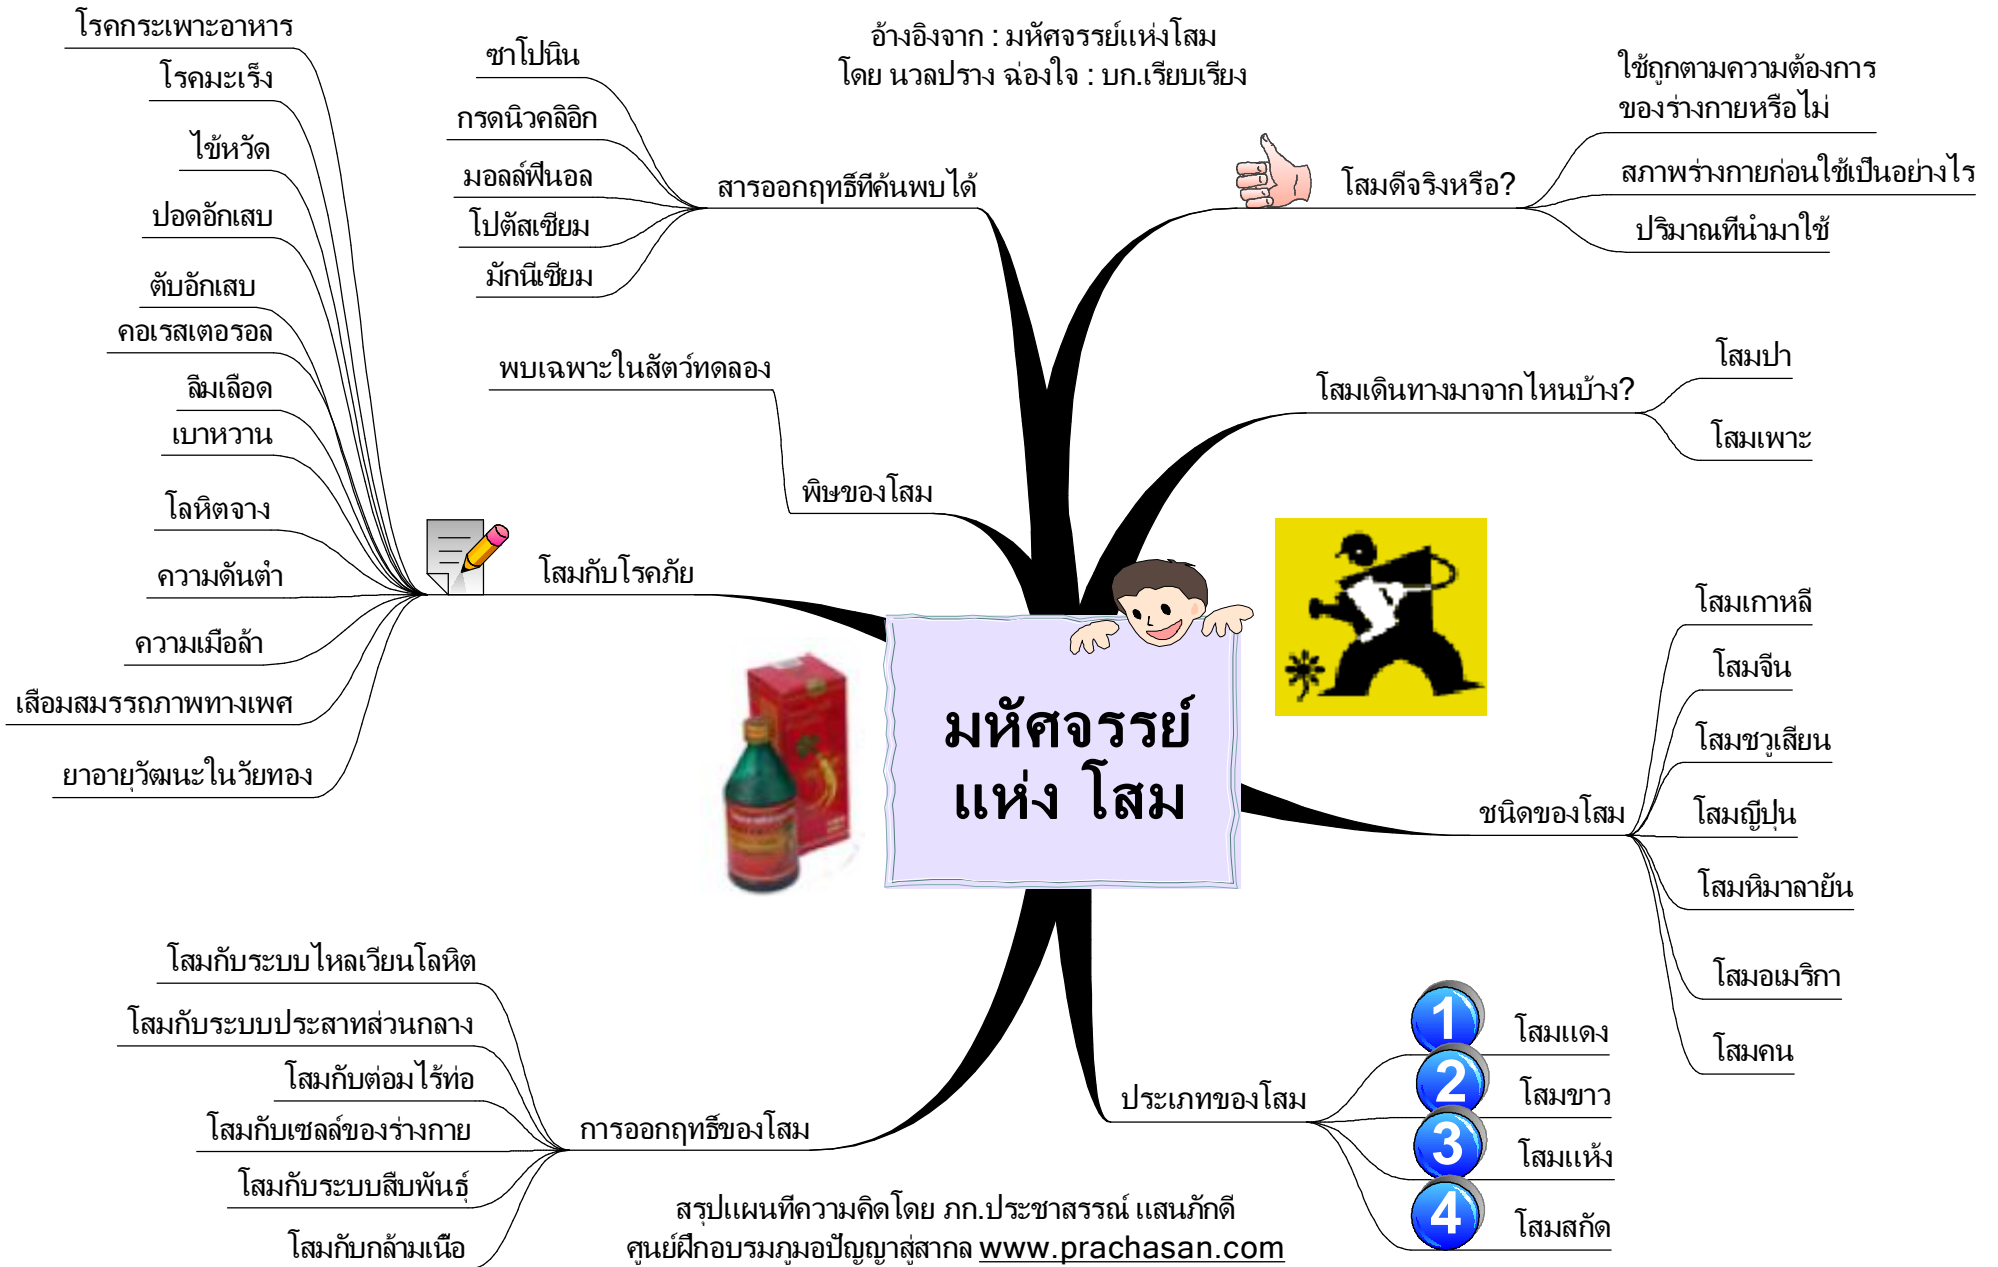 อ้างอิงจาก : มหัศจรรย์แห่งโสม
โดย นวลปราง ฉ่องใจ : บก.เรียบเรียง
มหัศจรรย์
แห่ง โสม
โสมดีจริงหรือ?
ใช้ถูกตามความต้องการ
ของร่างกายหรือไม่
สภาพร่างกายก่อนใช้เป็นอย่างไร
ปริมาณที่นำมาใช้
โสมเดินทางมาจากไหนบ้าง?
โสมป่า
โสมเพาะ
ชนิดของโสม
โสมเกาหลี
โสมจีน
โสมชวูเสียน
โสมญี่ปุ่น
โสมหิมาลายัน
โสมอเมริกา
โสมคน
ประเภทของโสม
1 โสมแดง
2 โสมขาว
3 โสมแห้ง
4 โสมสกัด
การออกฤทธิ์ของโสม
โสมกับระบบไหลเวียนโลหิต
โสมกับระบบประสาทส่วนกลาง
โสมกับต่อมไร้ท่อ
โสมกับเซลล์ของร่างกาย
โสมกับระบบสืบพันธุ์
โสมกับกล้ามเนื้อ
โสมกับโรคภัย
โรคกระเพาะอาหาร
โรคมะเร็ง
ไข้หวัด
ปอดอักเสบ
ตับอักเสบ
คอเรสเตอรอล
ลิ่มเลือด
เบาหวาน
โลหิตจาง
ความดันต่ำ
ความเมื่อล้า
เสื่อมสมรรถภาพทางเพศ
ยาอายุวัฒนะในวัยทอง
พิษของโสม
พบเฉพาะในสัตว์ทดลอง
สารออกฤทธิ์ที่ค้นพบได้
ซาโปนิน
กรดนิวคลิอิก
มอลล์ฟีนอล
โปตัสเซียม
มักนีเซียม
สรุปแผนที่ความคิดโดย ภก.ประชาสรรณ์ แสนภักดี
ศูนย์ฝึกอบรมภูมอปัญญาสู่สากล www.prachasan.com